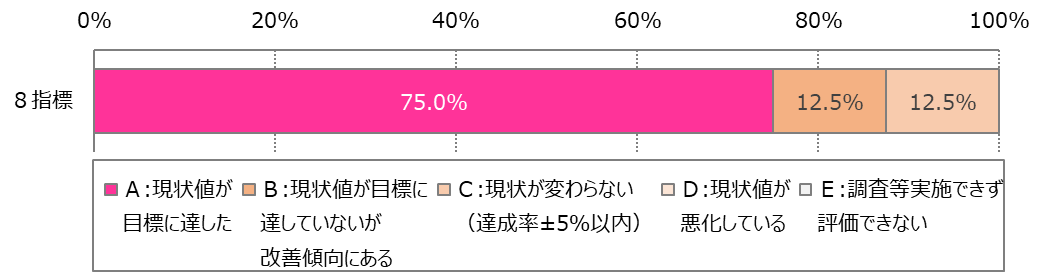 0% 20% 40% 60% 80% 100%
８指標 75.0% 12.5% 12.5%
Ａ:現状値が Ｂ:現状値が目標に Ｃ:現状が変わらない Ｄ:現状値が Ｅ:調査等実施できず
目標に達した 達していないが （達成率±5%以内） 悪化している 評価できない
改善傾向にある